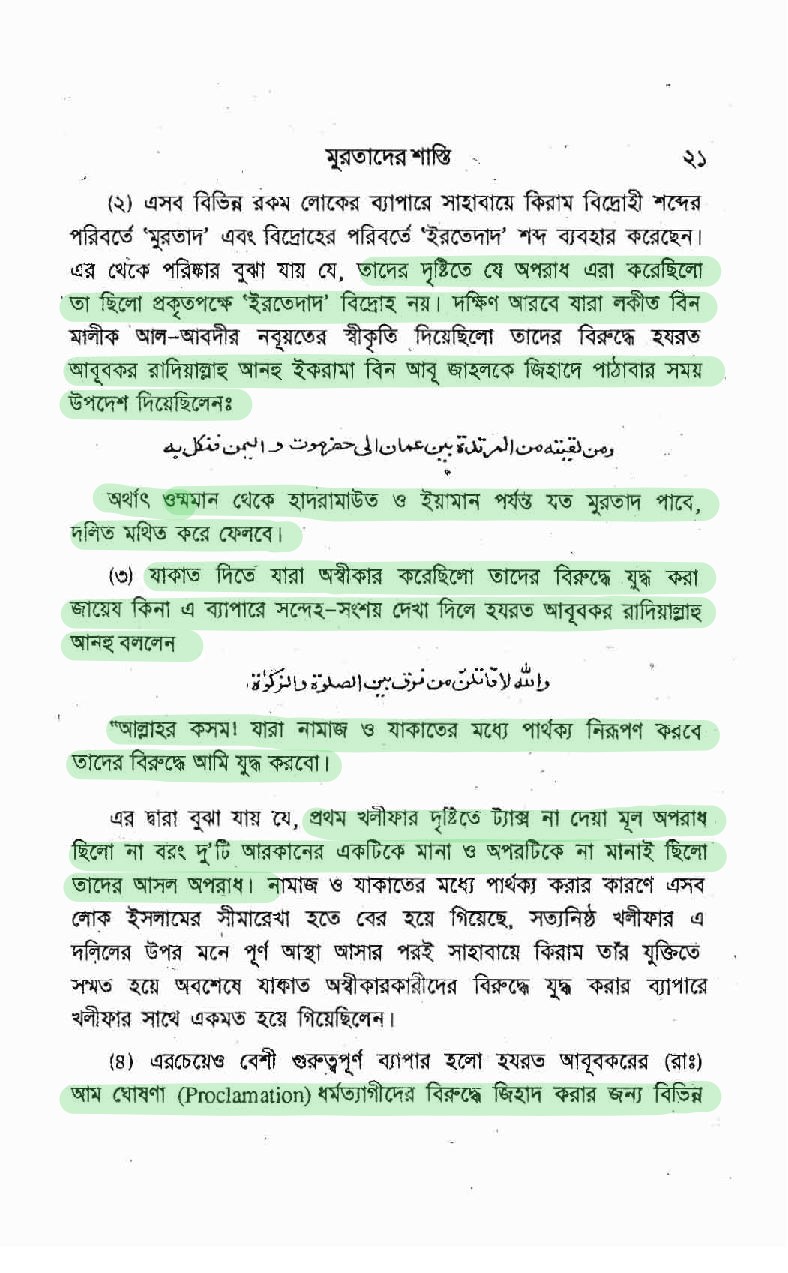 মুরতাদের শাস্তি ২১
(২) এসব বিভিন্ন রকম লোকের ব্যাপারে সাহাবায়ে কিরাম বিদ্রোহী শব্দের
পরিবর্তে ‘মুরতাদ’ এবং বিদ্রোহের পরিবর্তে ‘ইরতেদাদ’ শব্দ ব্যবহার করেছেন।
এর থেকে পরিষ্কার বুঝা যায় যে, তাদের দৃষ্টিতে যে অপরাধ এরা করেছিলো
তা ছিলো প্রকৃতপক্ষে ‘ইরতেদাদ’ বিদ্রোহ নয়। দক্ষিণ আরবে যারা লকীত বিন
মালীক আল-আবদীর নবূয়তের স্বীকৃতি দিয়েছিলো তাদের বিরুদ্ধে হযরত
আবূবকর রাদিয়াল্লাহু আনহু ইকরামা বিন আবূ জাহলকে জিহাদে পাঠাবার সময়
উপদেশ দিয়েছিলেনঃ
ومن لقيته من المرتدة بين عمان الى حضرموت و اليمن فنكل به
অর্থাৎ ওম্মমান থেকে হাদরামাউত ও ইয়ামান পর্যন্ত যত মুরতাদ পাবে,
দলিত মথিত করে ফেলবে।
(৩) যাকাত দিতে যারা অস্বীকার করেছিলো তাদের বিরুদ্ধে যুদ্ধ করা
জায়েয কিনা এ ব্যাপারে সন্দেহ-সংশয় দেখা দিলে হযরত আবূবকর রাদিয়াল্লাহু
আনহু বললেন
والله لاقاتلن من فرق بين الصلوة والزكوة،
“আল্লাহর কসম! যারা নামাজ ও যাকাতের মধ্যে পার্থক্য নিরূপণ করবে
তাদের বিরুদ্ধে আমি যুদ্ধ করবো।
এর দ্বারা বুঝা যায় যে, প্রথম খলীফার দৃষ্টিতে ট্যাক্স না দেয়া মূল অপরাধ
ছিলো না বরং দু’টি আরকানের একটিকে মানা ও অপরটিকে না মানাই ছিলো
তাদের আসল অপরাধ। নামাজ ও যাকাতের মধ্যে পার্থক্য করার কারণে এসব
লোক ইসলামের সীমারেখা হতে বের হয়ে গিয়েছে, সত্যনিষ্ঠ খলীফার এ
দলিলের উপর মনে পূর্ণ আস্থা আসার পরই সাহাবায়ে কিরাম তাঁর যুক্তিতে
সম্মত হয়ে অবশেষে যাকাত অস্বীকারকারীদের বিরুদ্ধে যুদ্ধ করার ব্যাপারে
খলীফার সাথে একমত হয়ে গিয়েছিলেন।
(৪) এরচেয়েও বেশী গুরুত্বপূর্ণ ব্যাপার হলো হযরত আবূবকরের (রাঃ)
আম ঘোষণা (Proclamation) ধর্মত্যাগীদের বিরুদ্ধে জিহাদ করার জন্য বিভিন্ন